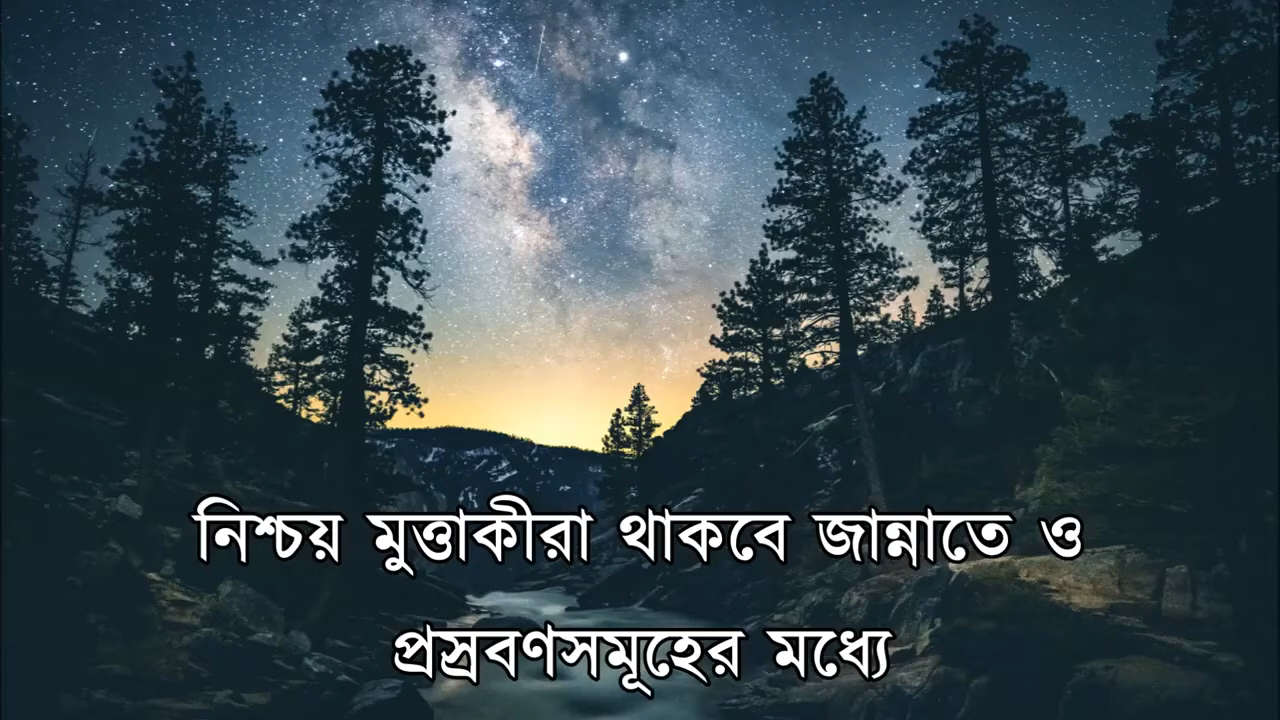 নিশ্চয় মুত্তাকীরা থাকবে জান্নাতে ও
প্রস্রবণসমূহের মধ্যে